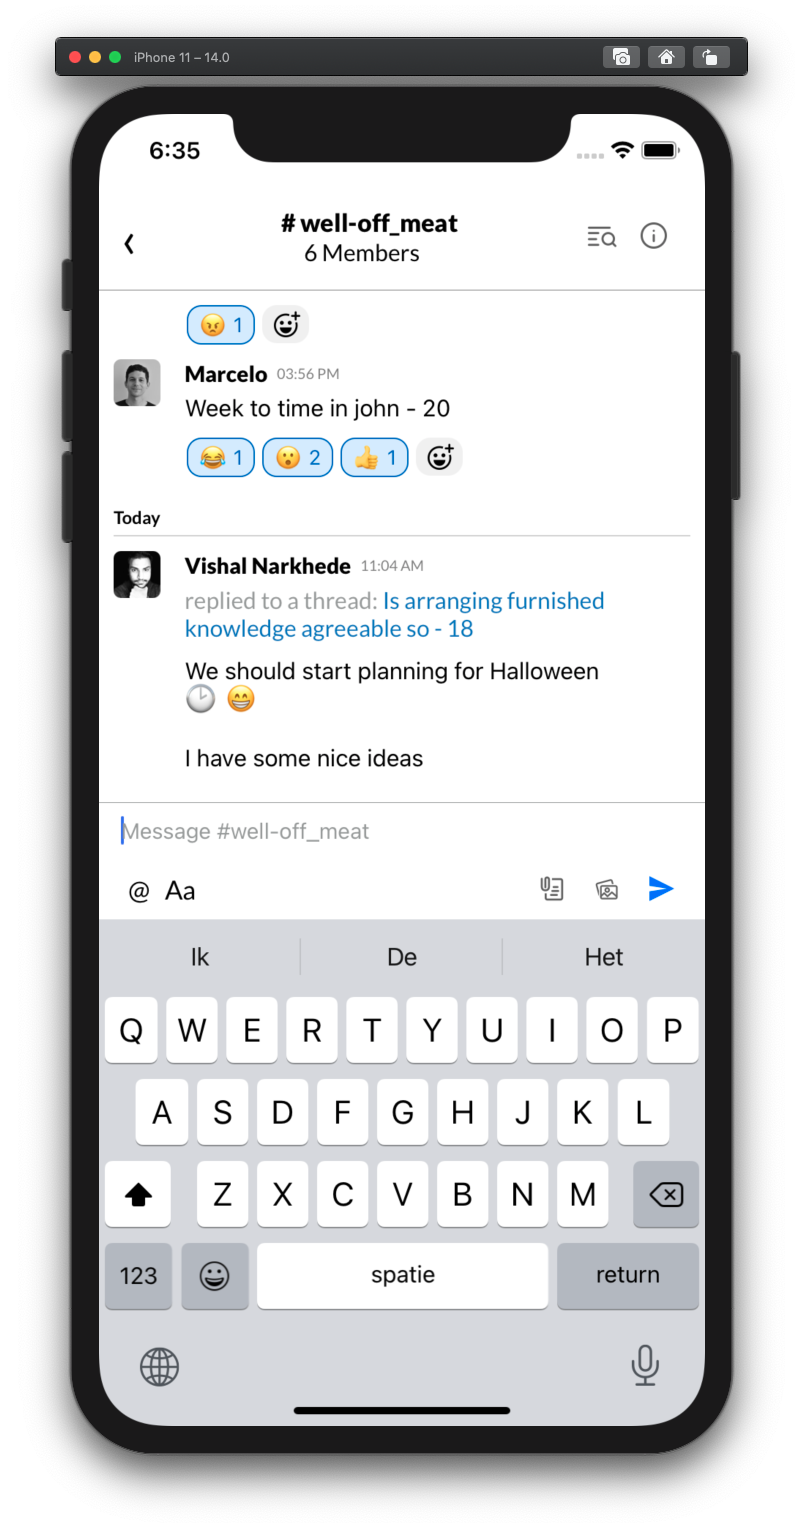 iPhone 11 – 14.0
6:35
# well-off_meat
6 Members
😠 1
Marcelo 03:56 PM
Week to time in john - 20
😂 1 😮 2 👍 1
Today
Vishal Narkhede 11:04 AM
replied to a thread: Is arranging furnished
knowledge agreeable so - 18
We should start planning for Halloween
🕑 😁
I have some nice ideas
Message #well-off_meat
@ Aa
Ik De Het
Q W E R T Y U I O P
A S D F G H J K L
Z X C V B N M
123 spatie return